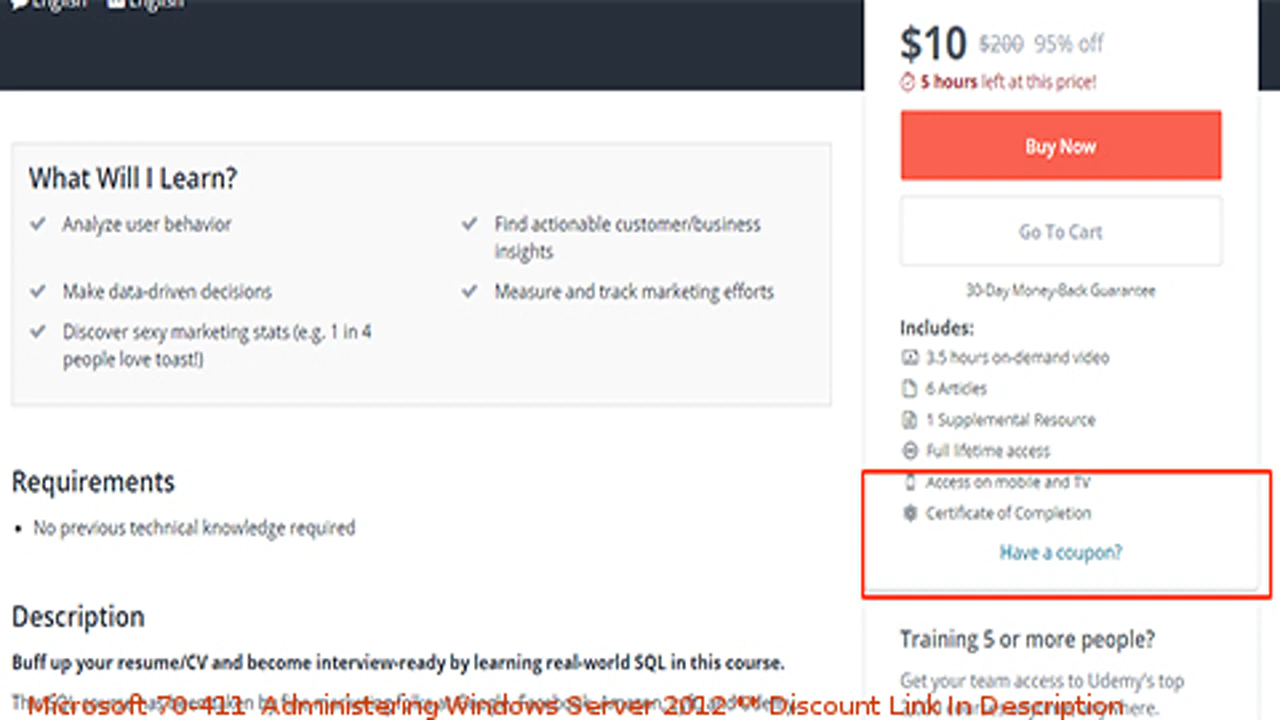 English English
$10 $200 95% off
5 hours left at this price!
Buy Now
Go To Cart
30-Day Money-Back Guarantee
Includes:
3.5 hours on-demand video
6 Articles
1 Supplemental Resource
Full lifetime access
Access on mobile and TV
Certificate of Completion
Have a coupon?
Training 5 or more people?
Get your team access to Udemy's top
What Will I Learn?
Analyze user behavior
Find actionable customer/business
insights
Make data-driven decisions
Measure and track marketing efforts
Discover sexy marketing stats (e.g. 1 in 4
people love toast!)
Requirements
• No previous technical knowledge required
Description
Buff up your resume/CV and become interview-ready by learning real-world SQL in this course.
Microsoft 70-411 Administering Windows Server 2012 Discount Link In Description